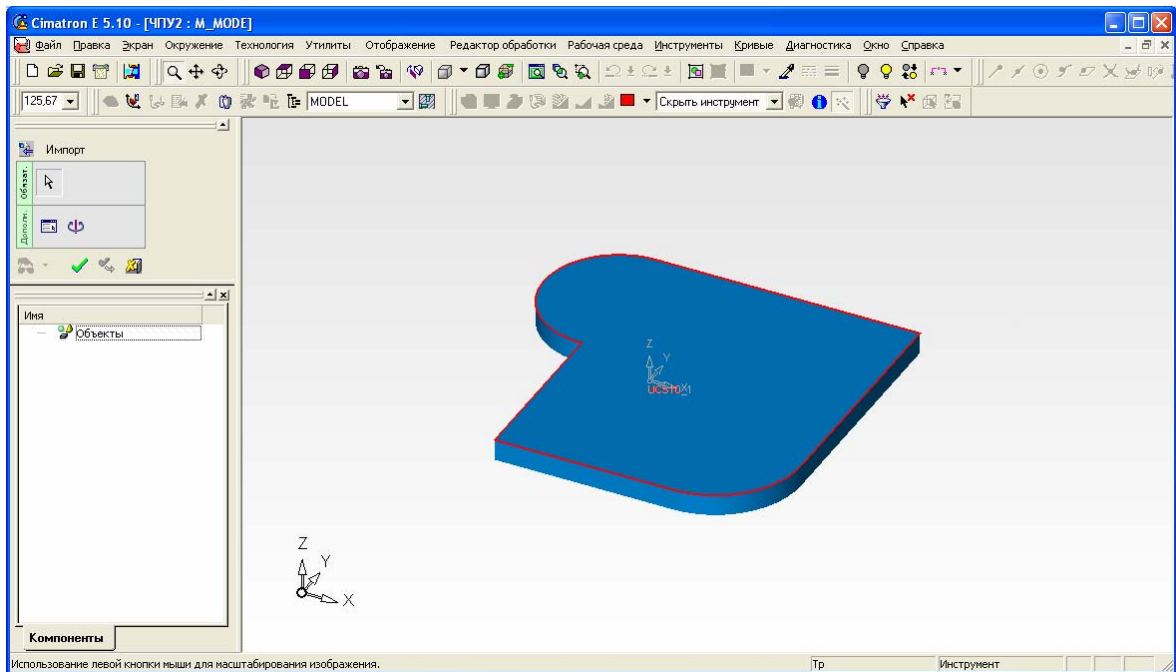 Cimatron E 5.10 - [ЧПУ2 : M_MODE]
Файл Правка Экран Окружение Технология Утилиты Отображение Редактор обработки Рабочая среда Инструменты Кривые Диагностика Окно Справка
125,67 MODEL Скрыть инструмент
Импорт
Обязат.
Дополн.
Имя
Объекты
Z
Y
X
UCS10_1
Z
Y
X
Компоненты
Использование левой кнопки мыши для масштабирования изображения. Тр Инструмент